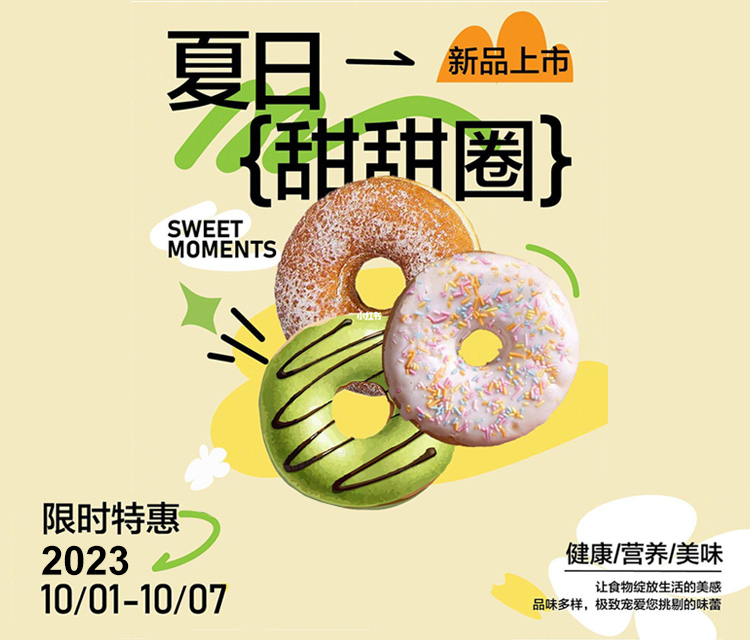 夏日
新品上市
{甜甜圈}
SWEET
MOMENTS
小红书
限时特惠
2023
10/01-10/07
健康/营养/美味
让食物绽放生活的美感
品味多样，极致宠爱您挑剔的味蕾